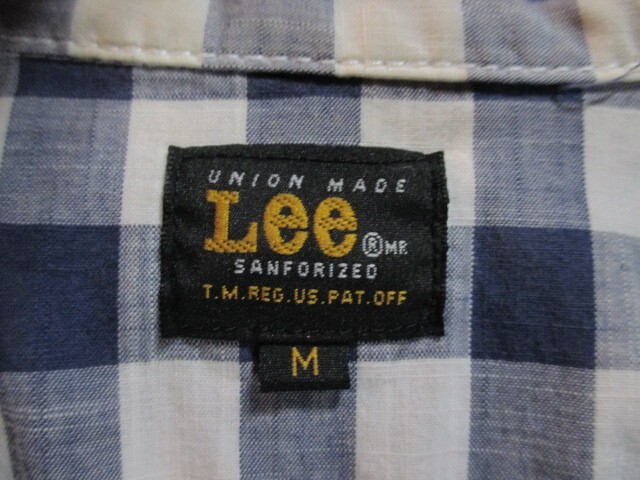 UNION MADE
Lee ® MR
SANFORIZED
T.M.REG.US.PAT.OFF
M